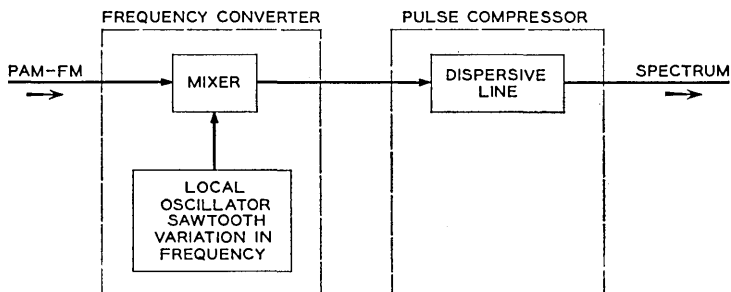 FREQUENCY CONVERTER
PULSE COMPRESSOR
PAM-FM
MIXER
DISPERSIVE
LINE
SPECTRUM
LOCAL
OSCILLATOR
SAWTOOTH
VARIATION IN
FREQUENCY